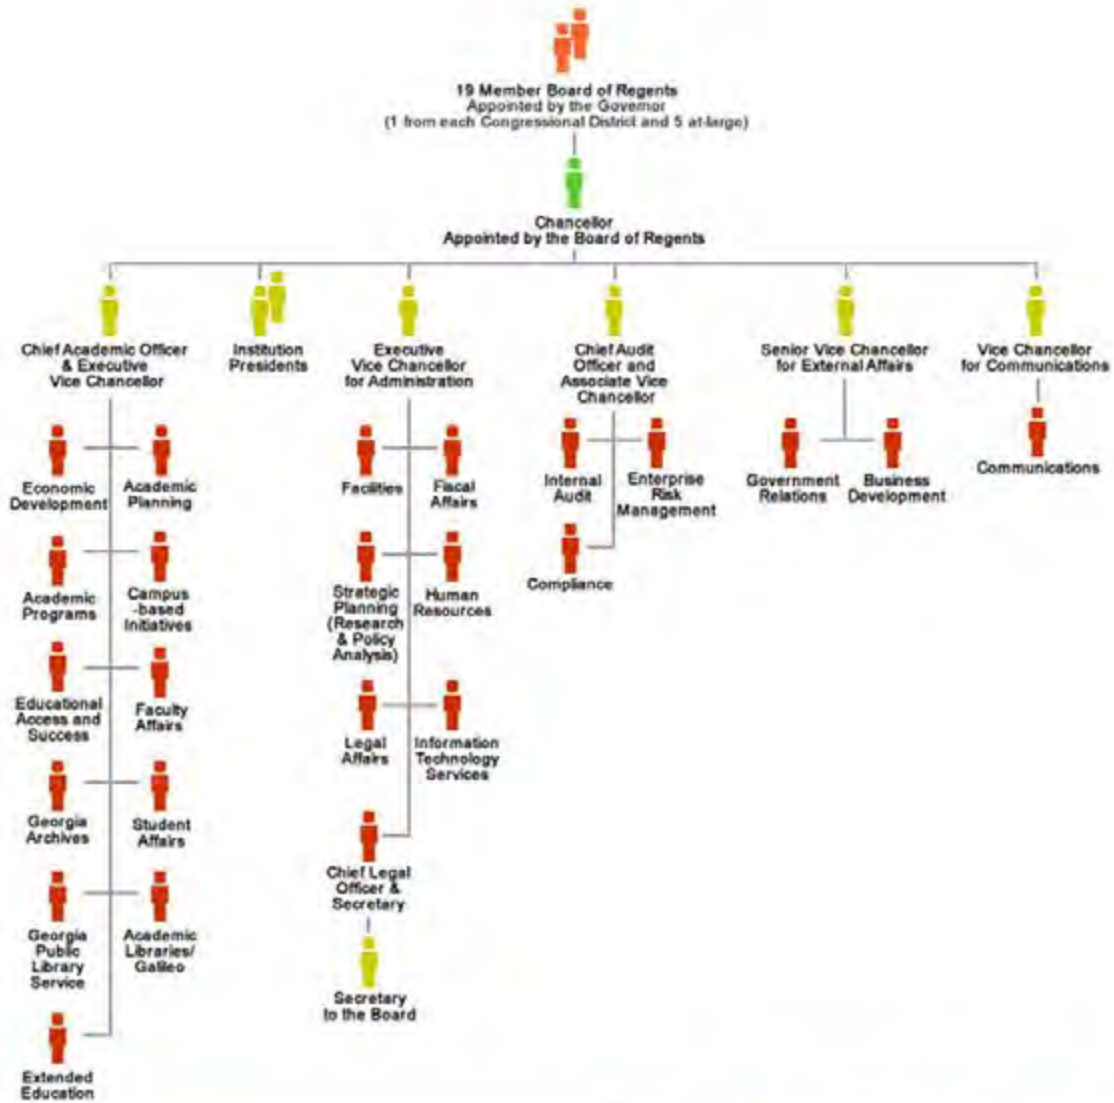 19 Member Board of Regents
Appointed by the Governor
(1 from each Congressional District and 5 at-large)
Chancellor
Appointed by the Board of Regents
Chief Academic Officer
& Executive
Vice Chancellor
Institution
Presidents
Executive
Vice Chancellor
for Administration
Chief Audit
Officer and
Associate Vice
Chancellor
Senior Vice Chancellor
for External Affairs
Vice Chancellor
for Communications
Economic
Development
Academic
Planning
Academic
Programs
Campus
-based
Initiatives
Educational
Access and
Success
Faculty
Affairs
Georgia
Archives
Student
Affairs
Georgia
Public
Library
Service
Academic
Libraries/
Galileo
Extended
Education
Facilities
Fiscal
Affairs
Strategic
Planning
(Research
& Policy
Analysis)
Human
Resources
Legal
Affairs
Information
Technology
Services
Chief Legal
Officer &
Secretary
Secretary
to the Board
Internal
Audit
Enterprise
Risk
Management
Compliance
Government
Relations
Business
Development
Communications